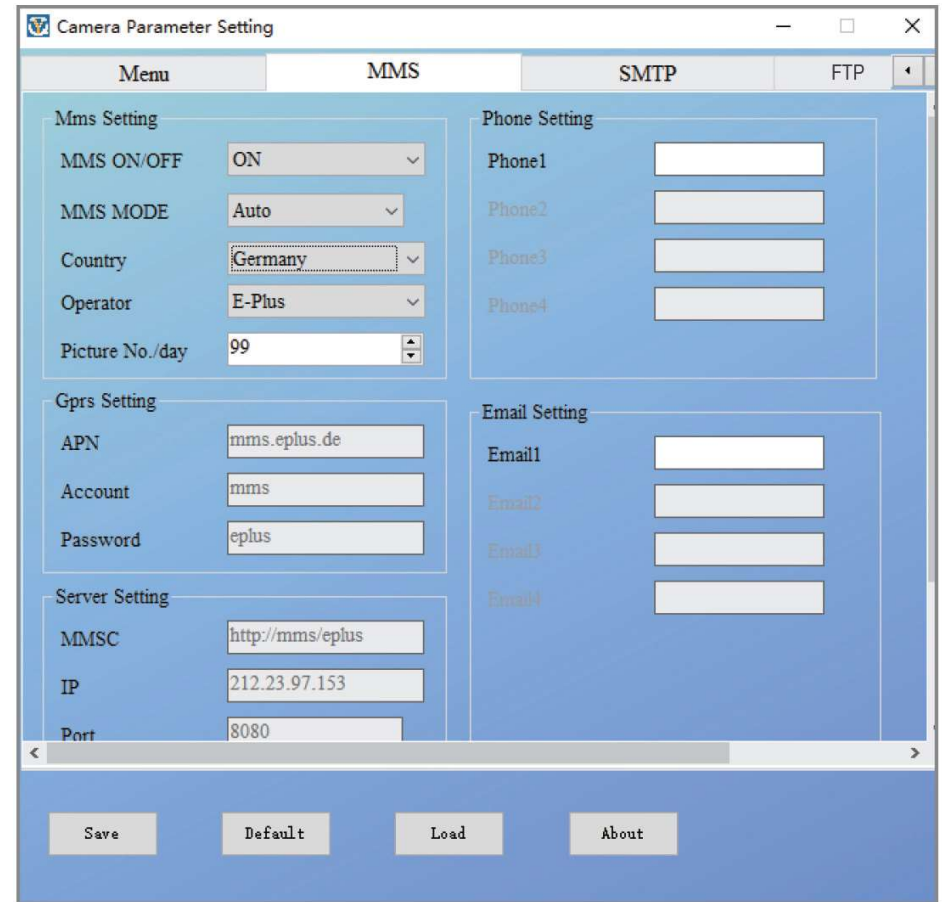 Camera Parameter Setting
Menu MMS SMTP FTP
Mms Setting
MMS ON/OFF ON
MMS MODE Auto
Country Germany
Operator E-Plus
Picture No./day 99
Gprs Setting
APN mms.eplus.de
Account mms
Password eplus
Server Setting
MMSC http://mms/eplus
IP 212.23.97.153
Port 8080
Phone Setting
Phone1
Phone2
Phone3
Phone4
Email Setting
Email1
Email2
Email3
Email4
Save Default Load About